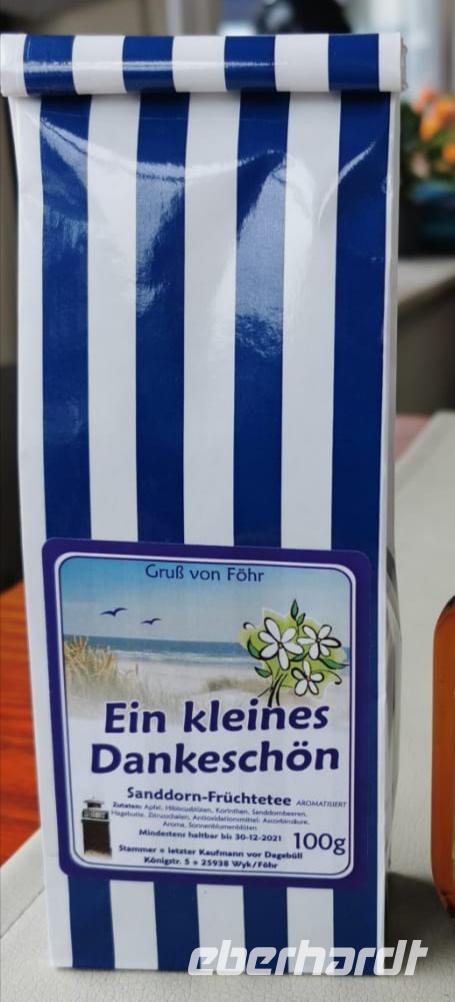 Gruß von Föhr
Ein kleines
Dankeschön
Sanddorn-Früchtetee AROMATISIERT
Zutaten: Apfel, Hibiscusblüten, Korinthen, Sanddornbeeren,
Hagebutte, Zitrusschalen, Antioxidationsmittel: Ascorbinsäure,
Aroma, Sonnenblumenblüten
Mindestens haltbar bis 30-12-2021 100g
Stammer * letzter Kaufmann vor Dagebüll
Königstr. 5 * 25938 Wyk/Föhr
eberhardt